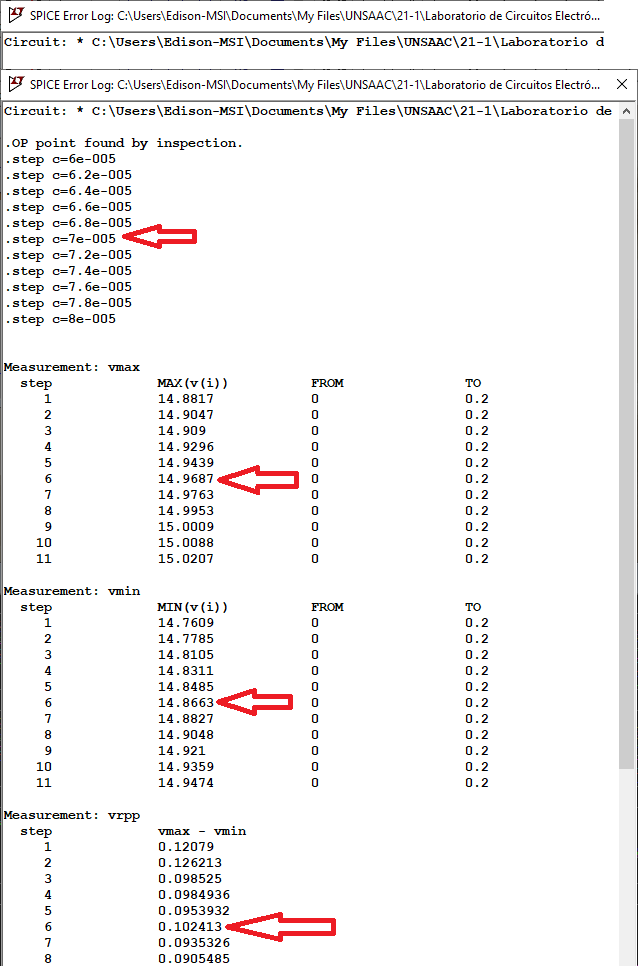 SPICE Error Log: C:\Users\Edison-MSI\Documents\My Files\UNSAAC\21-1\Laboratorio de Circuitos Electró...
Circuit: * C:\Users\Edison-MSI\Documents\My Files\UNSAAC\21-1\Laboratorio d
SPICE Error Log: C:\Users\Edison-MSI\Documents\My Files\UNSAAC\21-1\Laboratorio de Circuitos Electró...
Circuit: * C:\Users\Edison-MSI\Documents\My Files\UNSAAC\21-1\Laboratorio de
.OP point found by inspection.
.step c=6e-005
.step c=6.2e-005
.step c=6.4e-005
.step c=6.6e-005
.step c=6.8e-005
.step c=7e-005
.step c=7.2e-005
.step c=7.4e-005
.step c=7.6e-005
.step c=7.8e-005
.step c=8e-005
Measurement: vmax
step MAX(v(i)) FROM TO
1 14.8817 0 0.2
2 14.9047 0 0.2
3 14.909 0 0.2
4 14.9296 0 0.2
5 14.9439 0 0.2
6 14.9687 0 0.2
7 14.9763 0 0.2
8 14.9953 0 0.2
9 15.0009 0 0.2
10 15.0088 0 0.2
11 15.0207 0 0.2
Measurement: vmin
step MIN(v(i)) FROM TO
1 14.7609 0 0.2
2 14.7785 0 0.2
3 14.8105 0 0.2
4 14.8311 0 0.2
5 14.8485 0 0.2
6 14.8663 0 0.2
7 14.8827 0 0.2
8 14.9048 0 0.2
9 14.921 0 0.2
10 14.9359 0 0.2
11 14.9474 0 0.2
Measurement: vrpp
step vmax - vmin
1 0.12079
2 0.126213
3 0.098525
4 0.0984936
5 0.0953932
6 0.102413
7 0.0935326
8 0.0905485